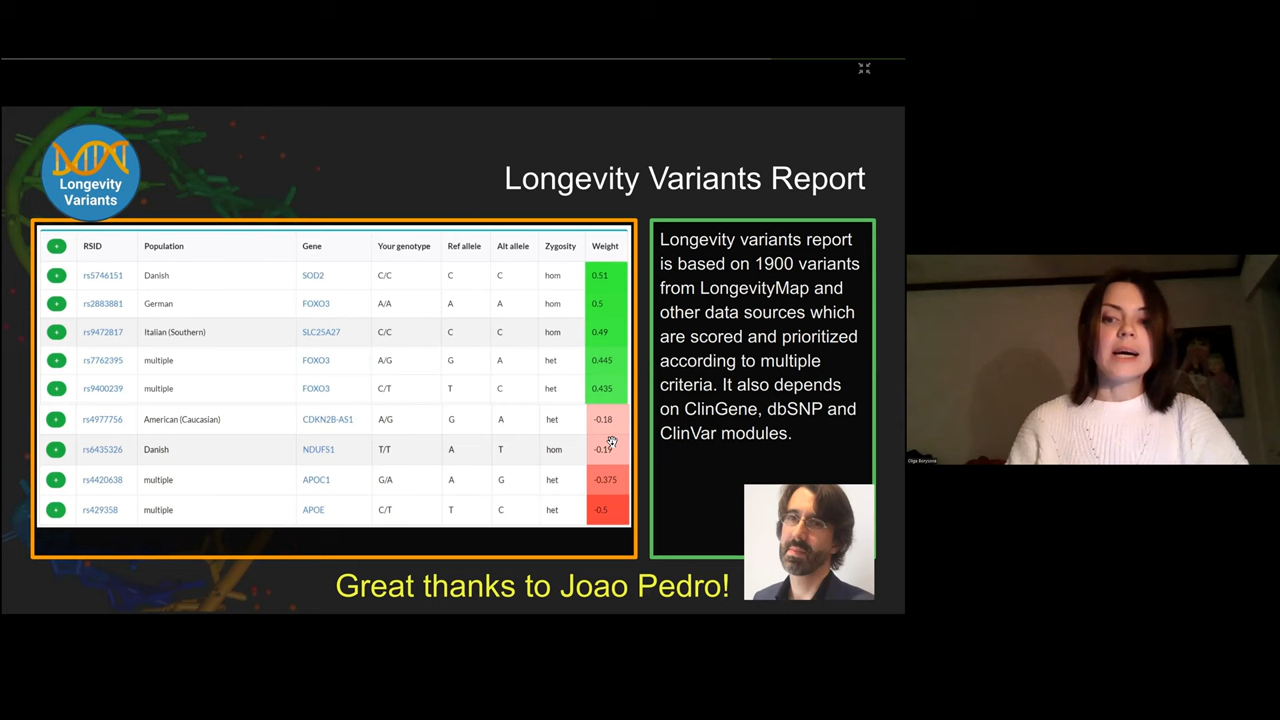 Longevity
Variants
Longevity Variants Report
RSID Population Gene Your genotype Ref allele Alt allele Zygosity Weight
rs5746151 Danish SOD2 C/C C C hom 0.51
rs2883881 German FOXO3 A/A A A hom 0.5
rs9472817 Italian (Southern) SLC25A27 C/C C C hom 0.49
rs7762395 multiple FOXO3 A/G G A het 0.445
rs9400239 multiple FOXO3 C/T T C het 0.435
rs4977756 American (Caucasian) CDKN2B-AS1 A/G G A het -0.18
rs6435326 Danish NDUFS1 T/T A T hom -0.19
rs4420638 multiple APOC1 G/A A G het -0.375
rs429358 multiple APOE C/T T C het -0.5
Longevity variants report
is based on 1900 variants
from LongevityMap and
other data sources which
are scored and prioritized
according to multiple
criteria. It also depends
on ClinGene, dbSNP and
ClinVar modules.
Great thanks to Joao Pedro!
Olga Borysova